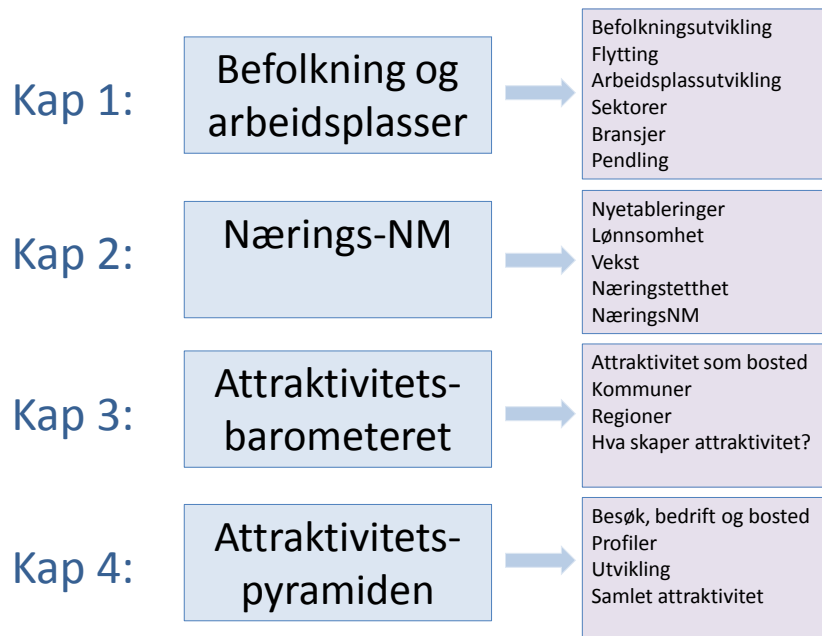 Kap 1:
Befolkning og
arbeidsplasser
Befolkningsutvikling
Flytting
Arbeidsplassutvikling
Sektorer
Bransjer
Pendling
Kap 2:
Nærings-NM
Nyetableringer
Lønnsomhet
Vekst
Næringstetthet
NæringsNM
Kap 3:
Attraktivitets-
barometeret
Attraktivitet som bosted
Kommuner
Regioner
Hva skaper attraktivitet?
Kap 4:
Attraktivitets-
pyramiden
Besøk, bedrift og bosted
Profiler
Utvikling
Samlet attraktivitet